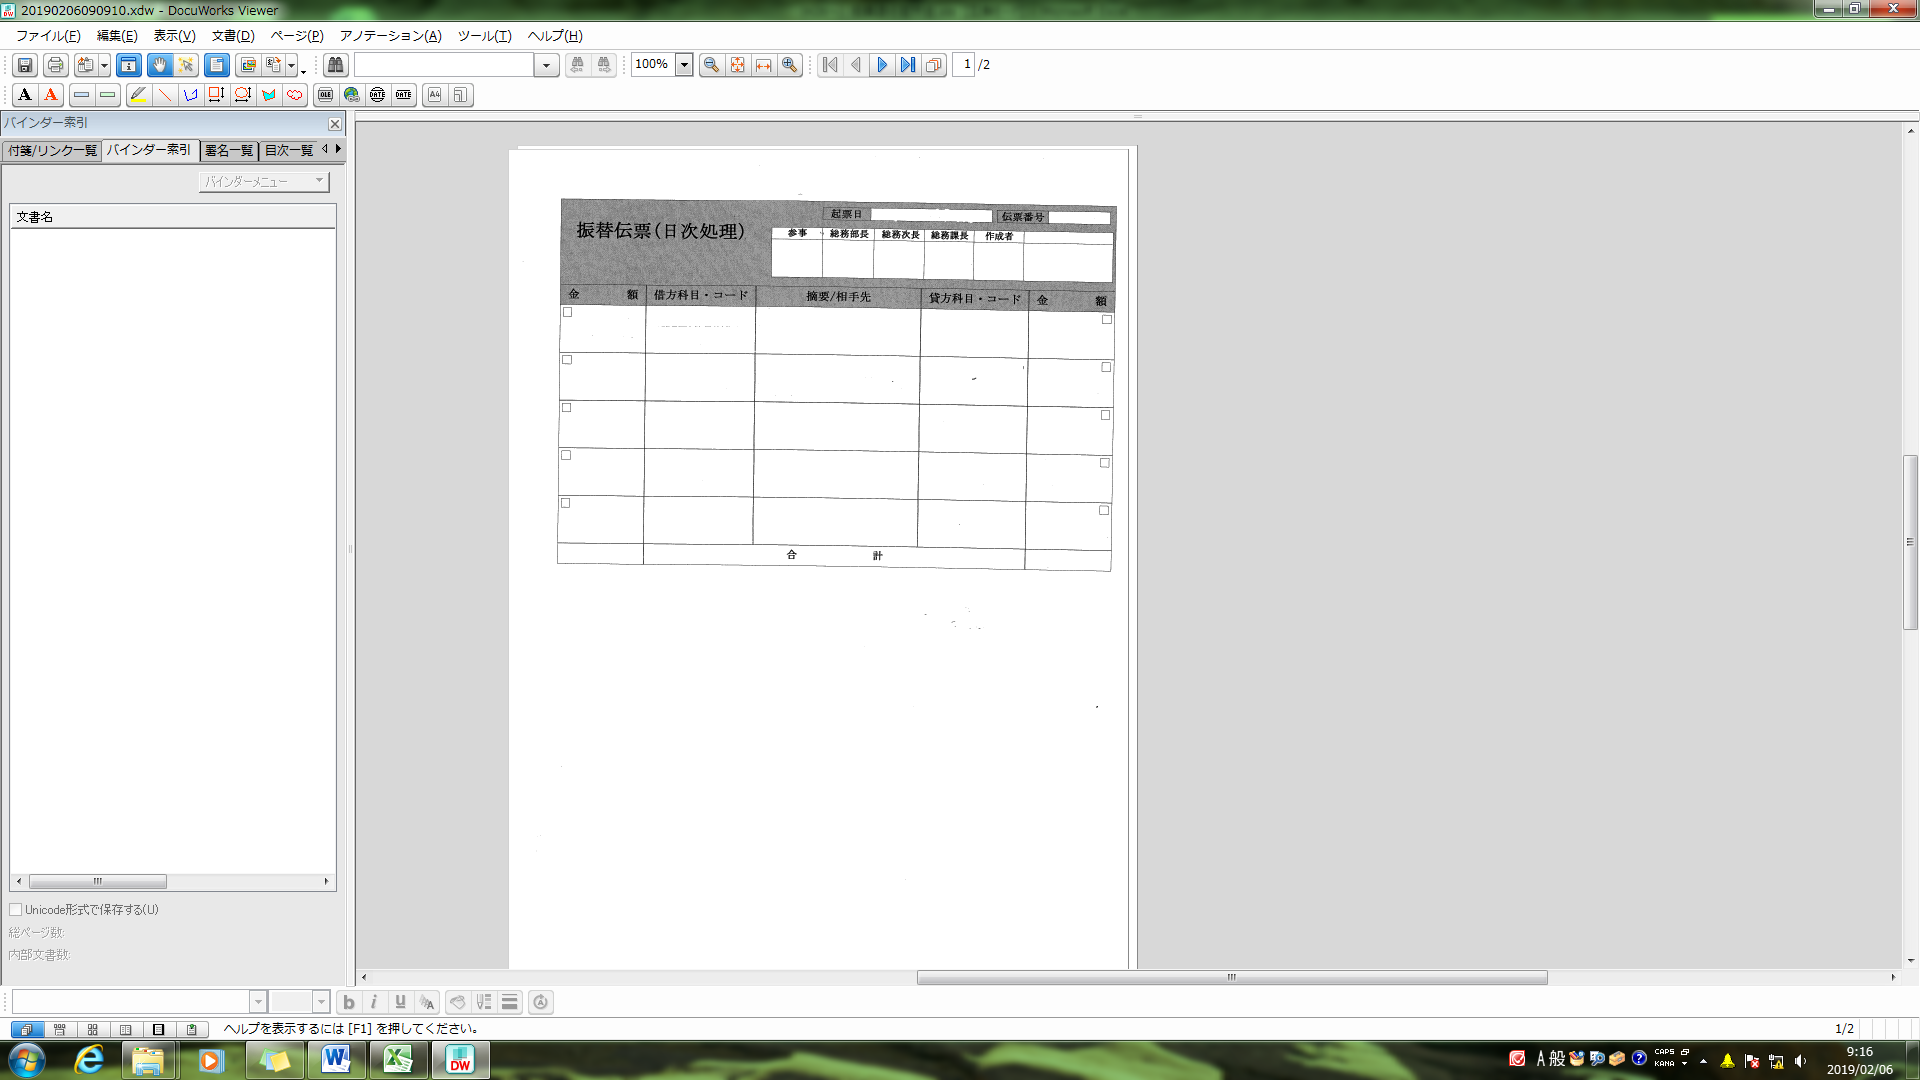 20190206090910.xdw - DocuWorks Viewer
ファイル(F) 編集(E) 表示(V) 文書(D) ページ(P) アノテーション(A) ツール(T) ヘルプ(H)
100%
1 /2
A A
OLE DATE DATE A4
バインダー索引
付箋/リンク一覧 バインダー索引 署名一覧 目次一覧
バインダーメニュー
文書名
Unicode形式で保存する(U)
総ページ数:
内部文書数:
振替伝票(日次処理)
起票日 伝票番号
参事 総務部長 総務次長 総務課長 作成者
金 額 借方科目・コード 摘要/相手先 貸方科目・コード 金 額
合 計
b i u A
ヘルプを表示するには [F1] を押してください。
1/2
A 般
CAPS
KANA
9:16
2019/02/06